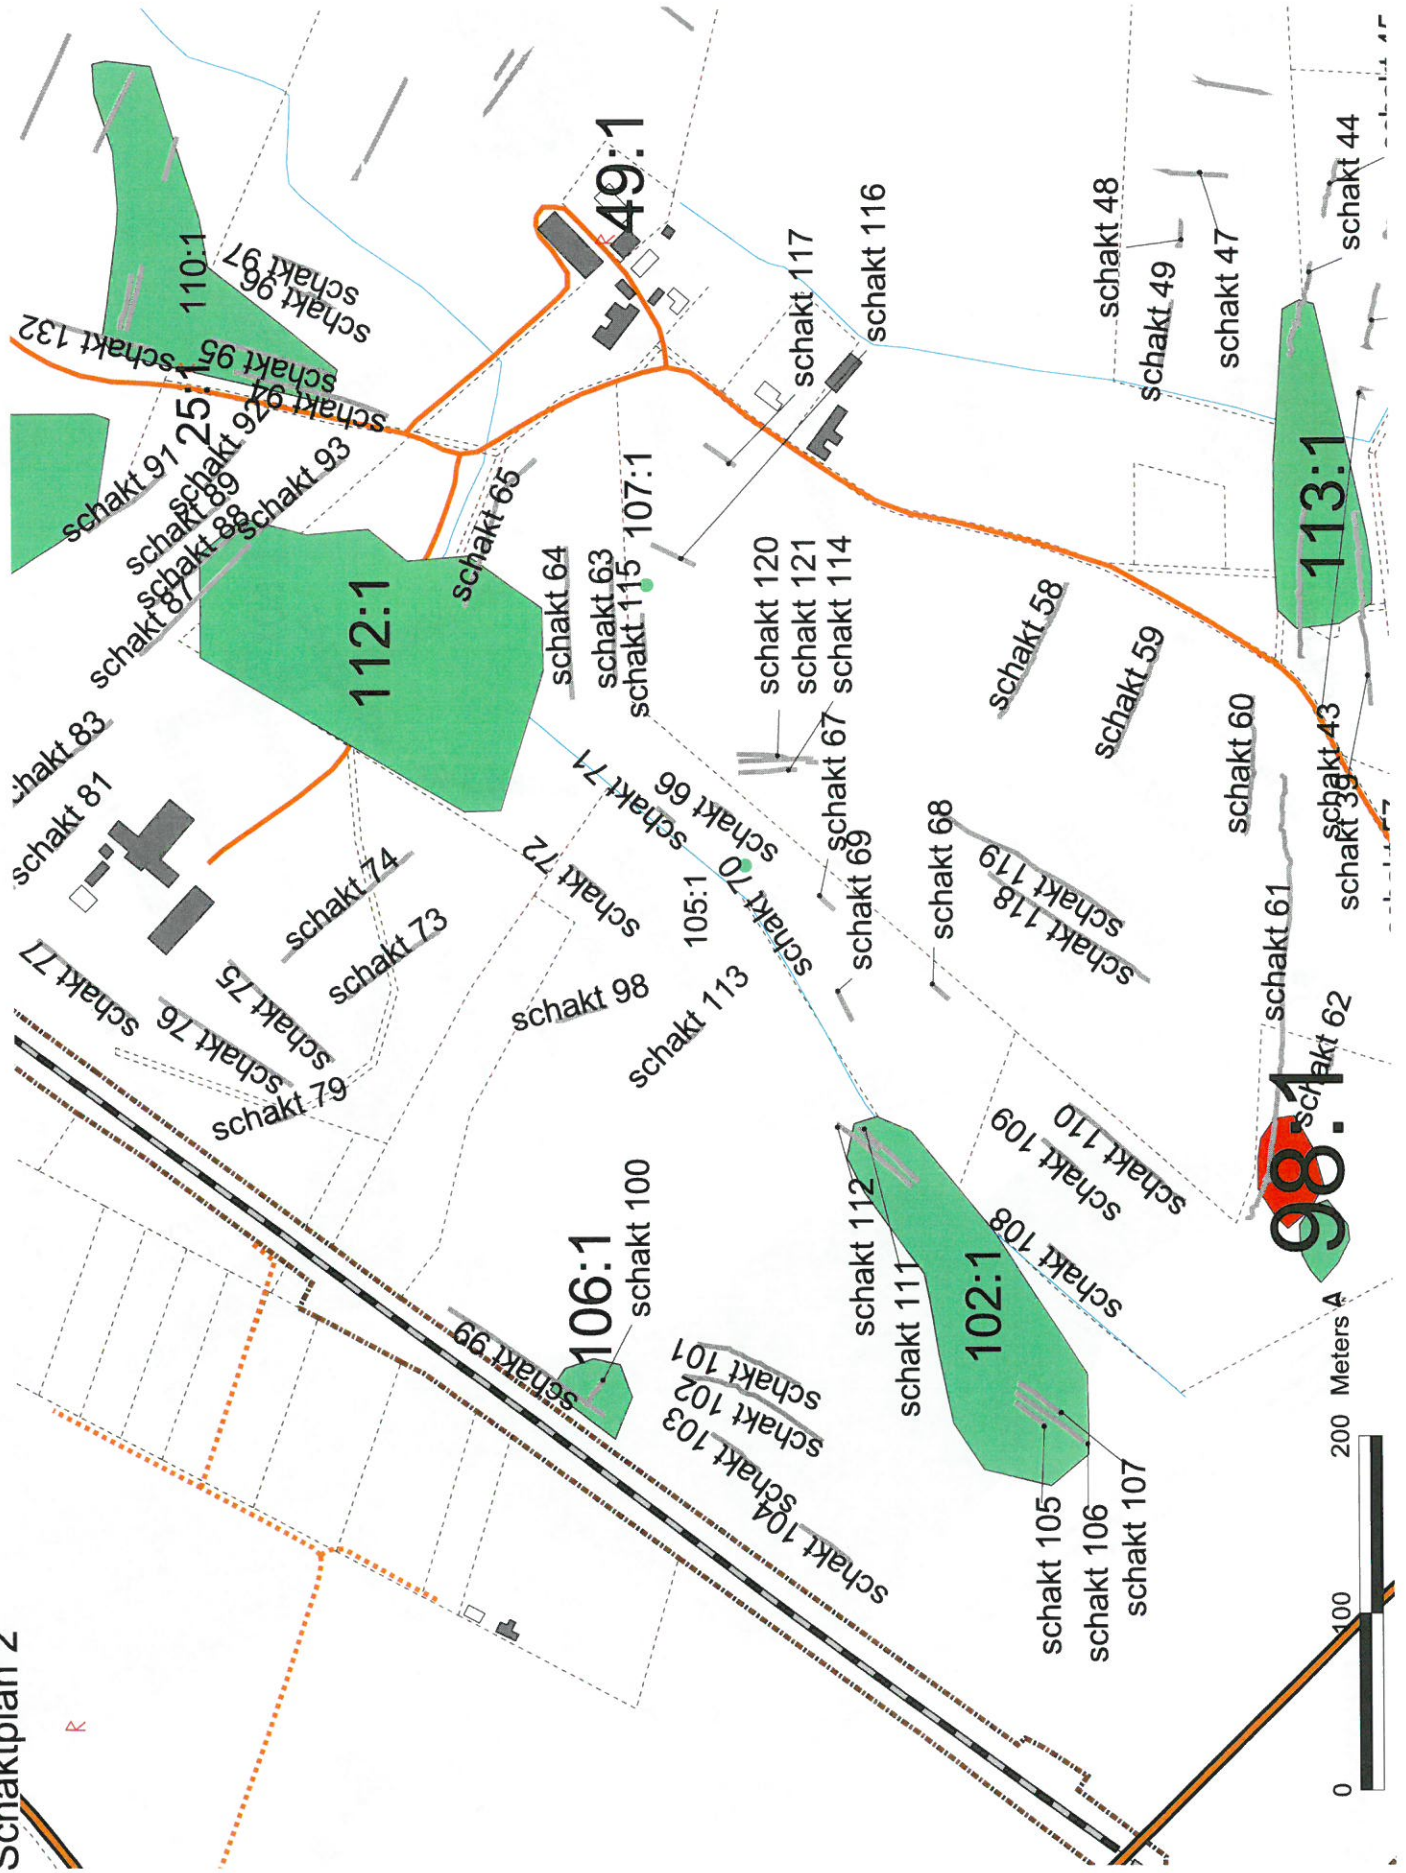 Schaktplan 2
R
110:1
schakt 132
schakt 97
schakt 96
schakt 95
schakt 94
25:1
schakt 92
schakt 91
schakt 89
schakt 88
schakt 93
schakt 87
schakt 83
schakt 81
112:1
49:1
R
schakt 65
schakt 64
schakt 63
schakt 115
107:1
schakt 117
schakt 116
schakt 48
schakt 49
schakt 47
schakt 44
113:1
schakt 120
schakt 121
schakt 114
schakt 58
schakt 59
schakt 60
schakt 43
schakt 39
schakt 77
schakt 76
schakt 75
schakt 74
schakt 73
schakt 79
schakt 71
schakt 66
schakt 72
schakt 70
105:1
schakt 98
schakt 113
schakt 67
schakt 69
schakt 68
schakt 119
schakt 118
schakt 61
schakt 62
98:1
schakt 109
schakt 110
schakt 108
schakt 112
schakt 111
102:1
106:1
schakt 100
schakt 99
schakt 101
schakt 102
schakt 103
schakt 104
schakt 105
schakt 106
schakt 107
0 100 200 Meters